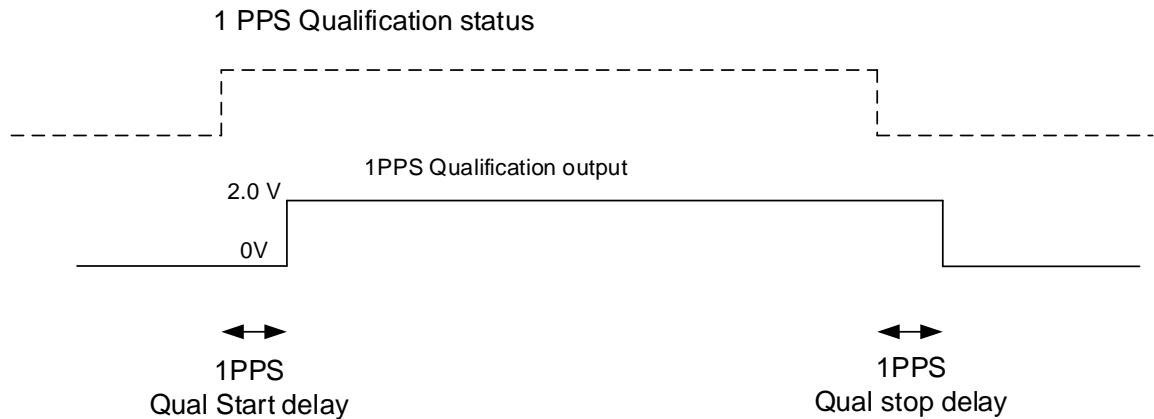 1 PPS Qualification status
1PPS Qualification output
2.0 V
0V
1PPS
Qual Start delay
1PPS
Qual stop delay